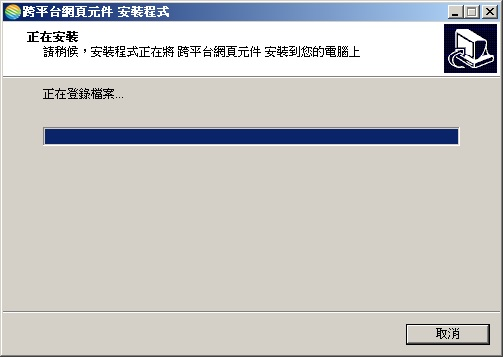 跨平台網頁元件 安裝程式
正在安裝
請稍候，安裝程式正在將 跨平台網頁元件 安裝到您的電腦上
正在登錄檔案...
取消